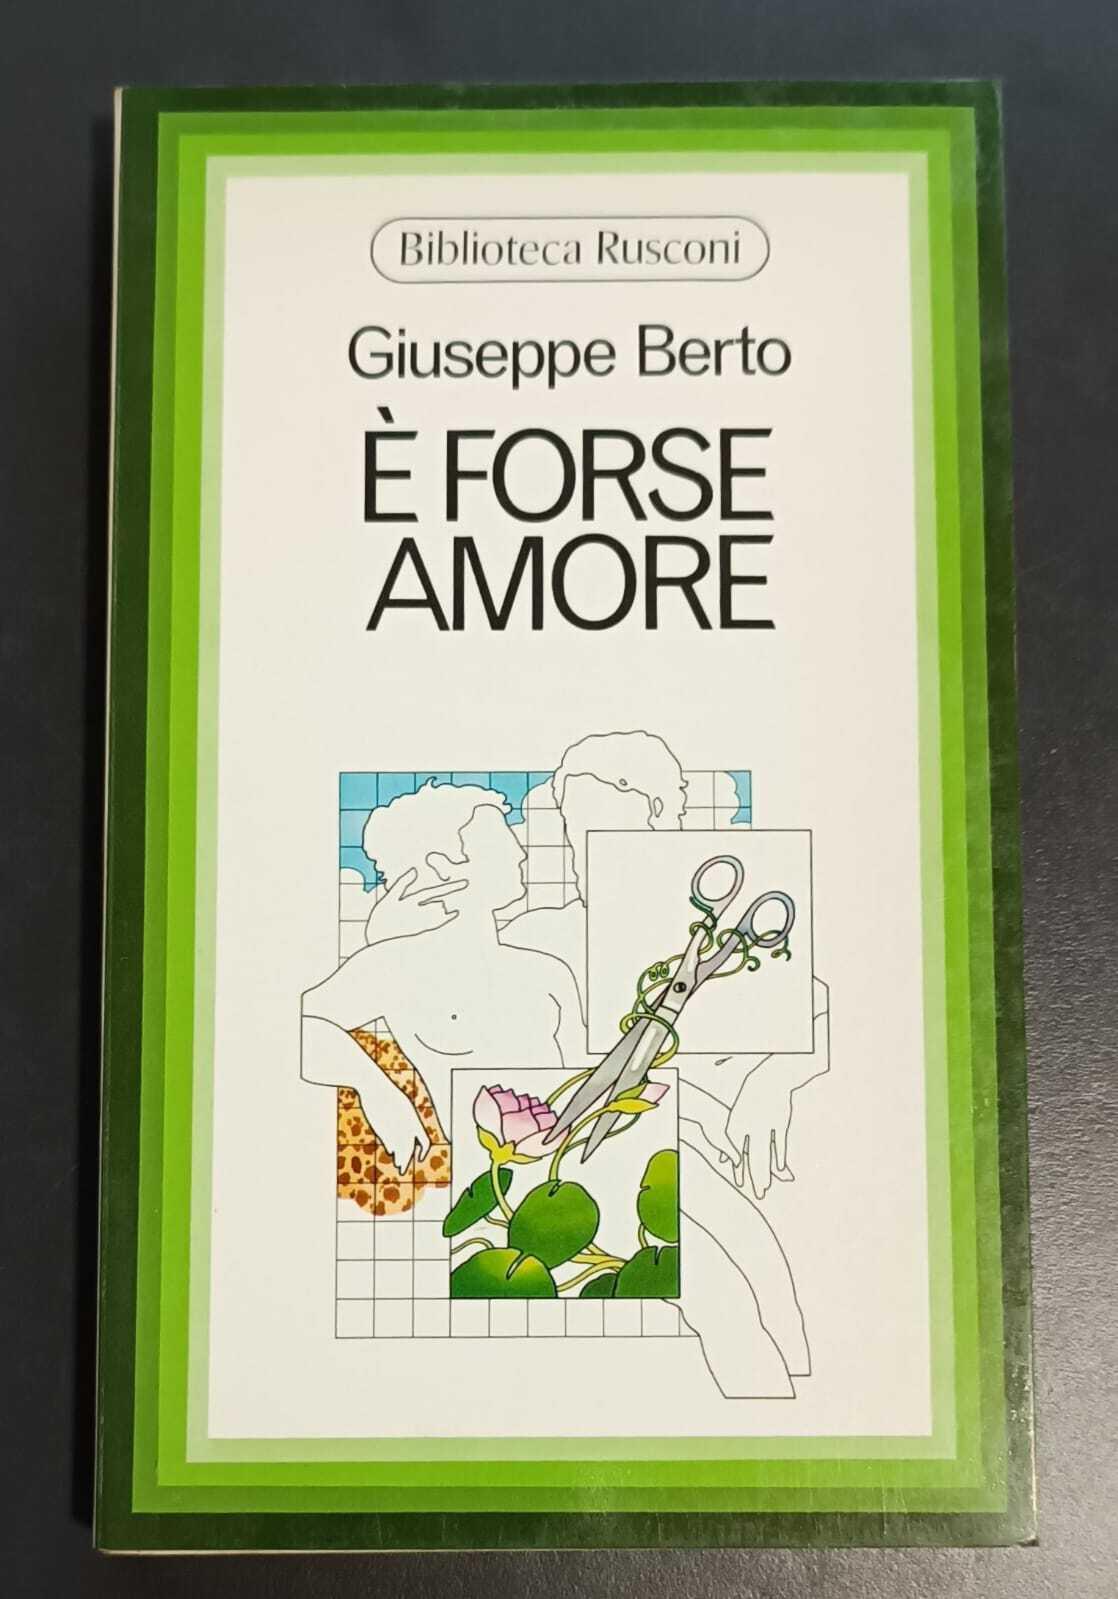 Biblioteca Rusconi
Giuseppe Berto
È FORSE
AMORE